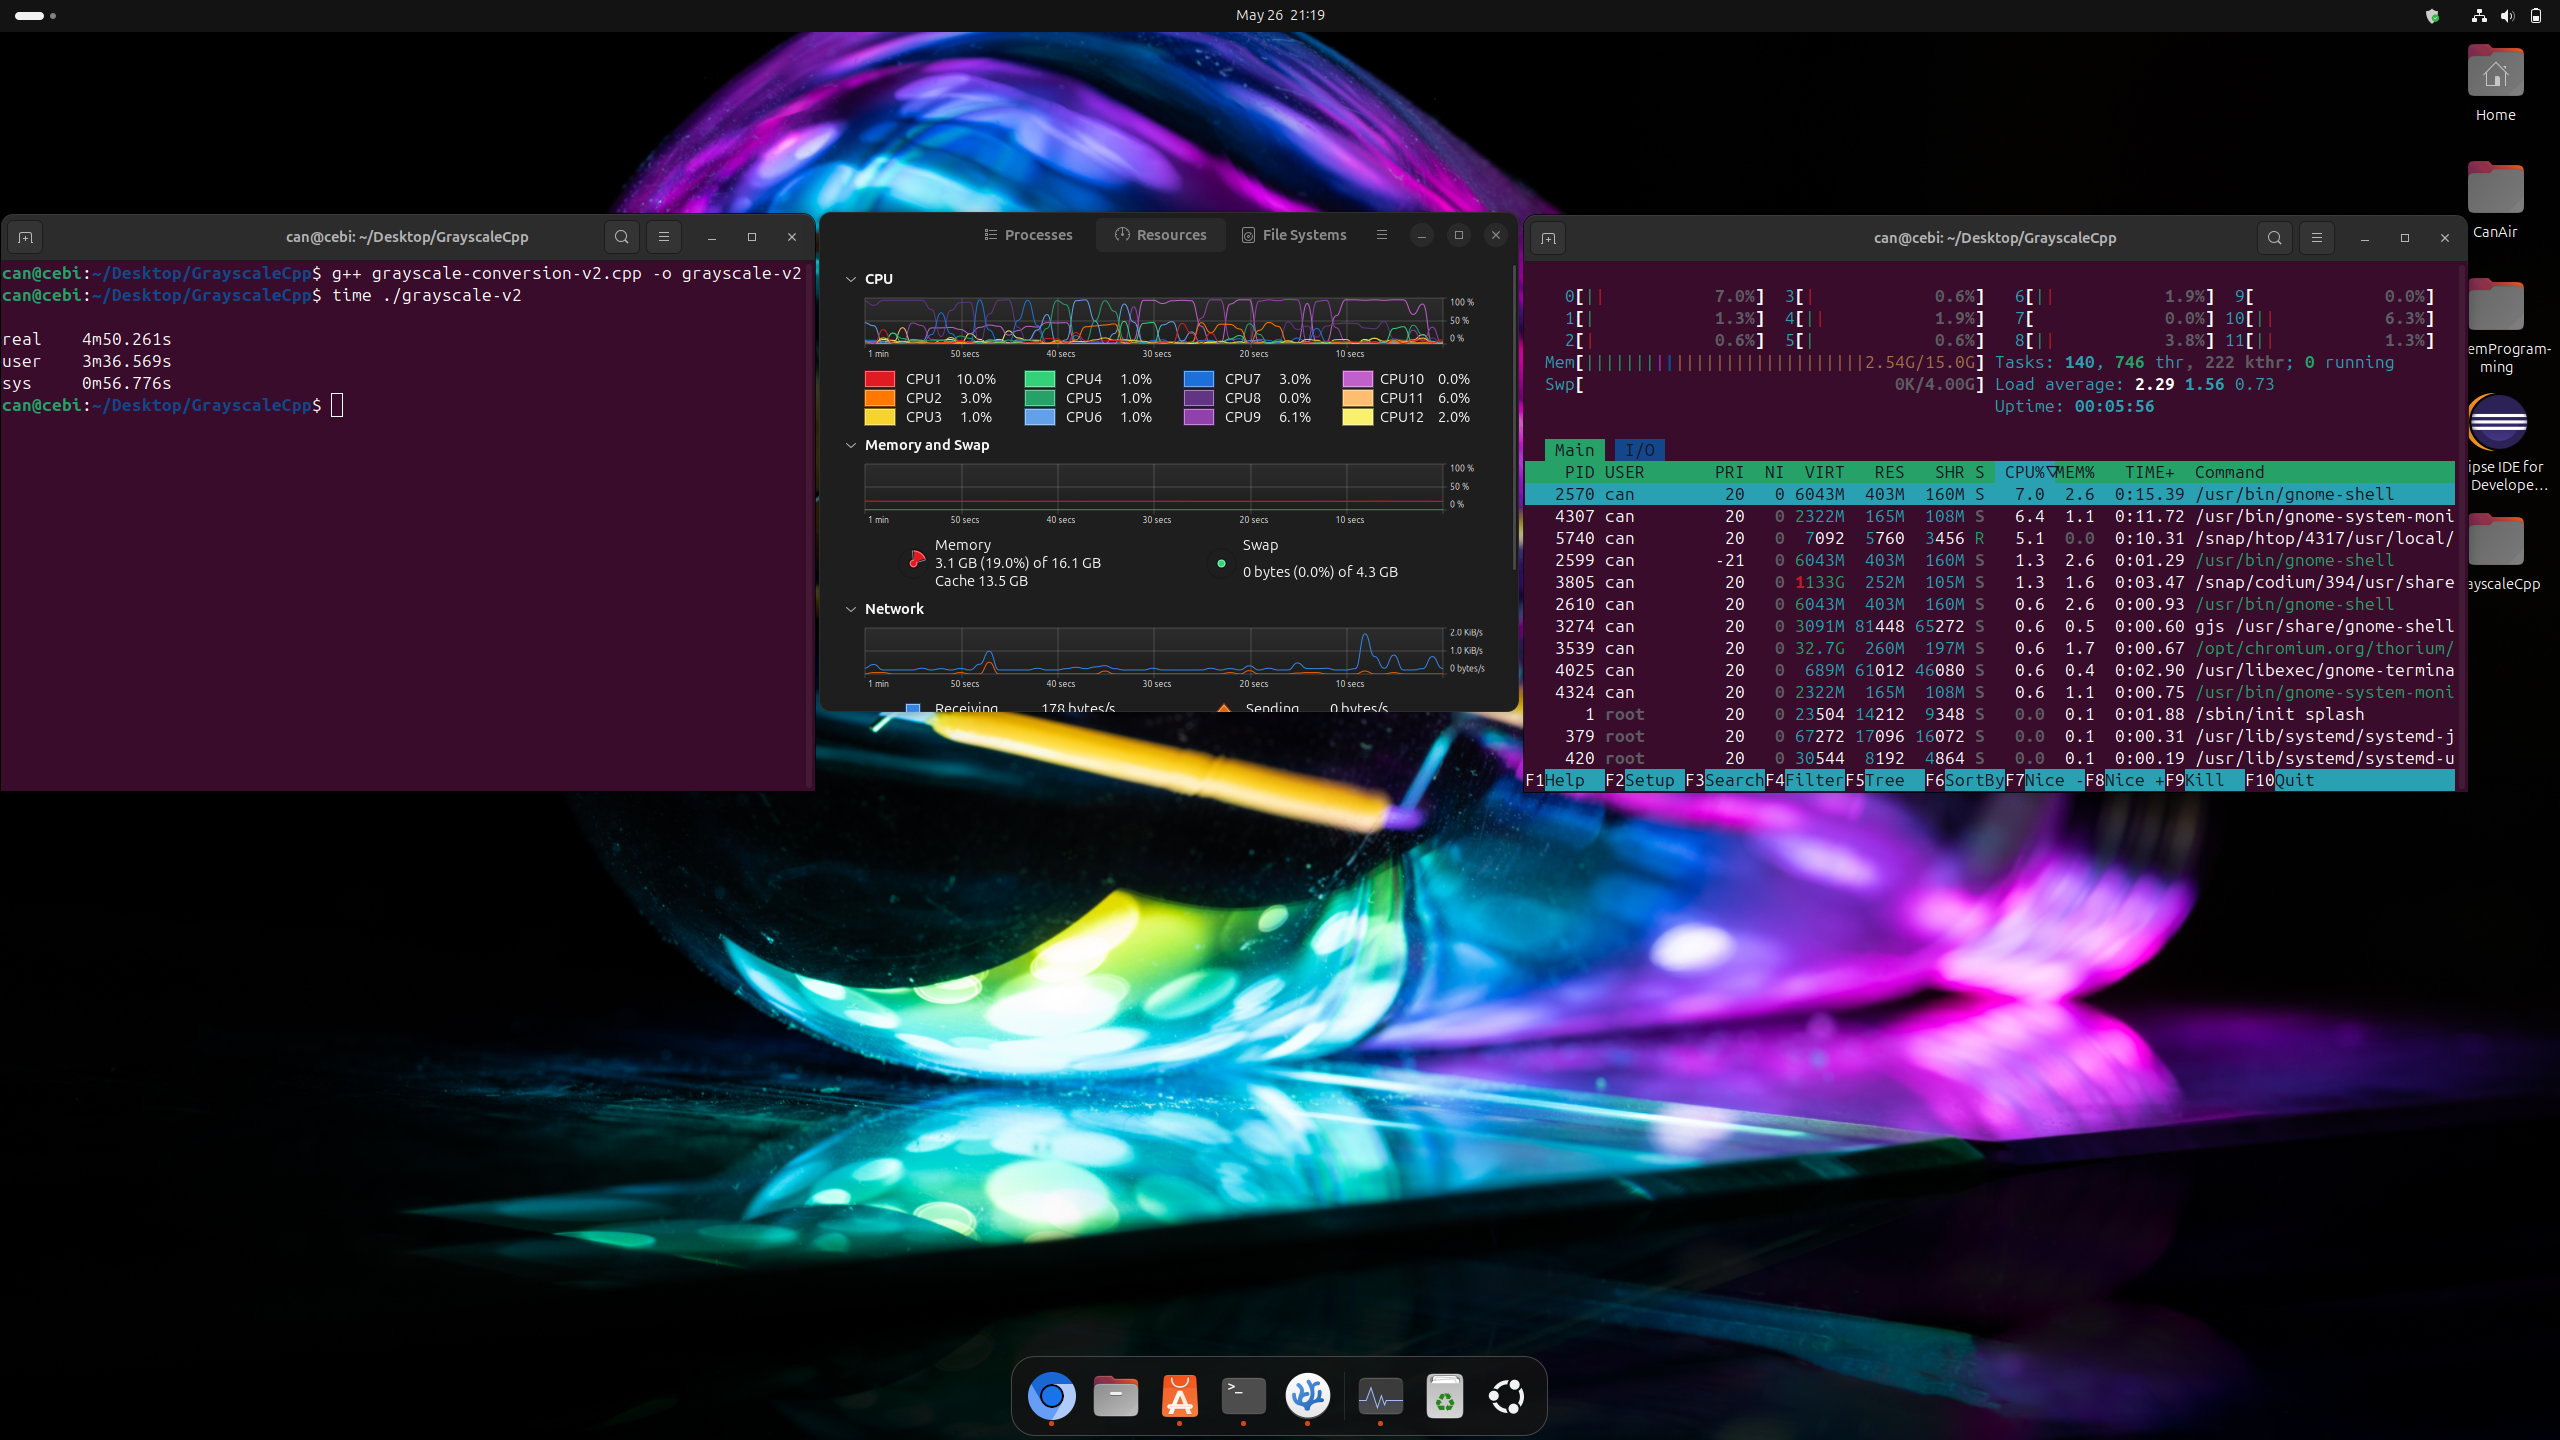 May 26 21:19
Home
CanAir
emProgram-
ming
ipse IDE for
Develope…
ayscaleCpp
can@cebi: ~/Desktop/GrayscaleCpp
can@cebi:~/Desktop/GrayscaleCpp$ g++ grayscale-conversion-v2.cpp -o grayscale-v2
can@cebi:~/Desktop/GrayscaleCpp$ time ./grayscale-v2
real 4m50.261s
user 3m36.569s
sys 0m56.776s
can@cebi:~/Desktop/GrayscaleCpp$
Processes Resources File Systems
CPU
100 %
50 %
0 %
1 min 50 secs 40 secs 30 secs 20 secs 10 secs
CPU1 10.0% CPU4 1.0% CPU7 3.0% CPU10 0.0%
CPU2 3.0% CPU5 1.0% CPU8 0.0% CPU11 6.0%
CPU3 1.0% CPU6 1.0% CPU9 6.1% CPU12 2.0%
Memory and Swap
100 %
50 %
0 %
1 min 50 secs 40 secs 30 secs 20 secs 10 secs
Memory
3.1 GB (19.0%) of 16.1 GB
Cache 13.5 GB
Swap
0 bytes (0.0%) of 4.3 GB
Network
2.0 KiB/s
1.0 KiB/s
0 bytes/s
1 min 50 secs 40 secs 30 secs 20 secs 10 secs
Receiving 178 bytes/s Sending 0 bytes/s
can@cebi: ~/Desktop/GrayscaleCpp
0[|| 7.0%] 3[| 0.6%] 6[|| 1.9%] 9[ 0.0%]
1[| 1.3%] 4[|| 1.9%] 7[ 0.0%] 10[|| 6.3%]
2[| 0.6%] 5[| 0.6%] 8[|| 3.8%] 11[|| 1.3%]
Mem[||||||||||||||||||||||||||||2.54G/15.0G] Tasks: 140, 746 thr, 222 kthr; 0 running
Swp[ 0K/4.00G] Load average: 2.29 1.56 0.73
Uptime: 00:05:56
Main I/O
PID USER PRI NI VIRT RES SHR S CPU%▽MEM% TIME+ Command
2570 can 20 0 6043M 403M 160M S 7.0 2.6 0:15.39 /usr/bin/gnome-shell
4307 can 20 0 2322M 165M 108M S 6.4 1.1 0:11.72 /usr/bin/gnome-system-moni
5740 can 20 0 7092 5760 3456 R 5.1 0.0 0:10.31 /snap/htop/4317/usr/local/
2599 can -21 0 6043M 403M 160M S 1.3 2.6 0:01.29 /usr/bin/gnome-shell
3805 can 20 0 1133G 252M 105M S 1.3 1.6 0:03.47 /snap/codium/394/usr/share
2610 can 20 0 6043M 403M 160M S 0.6 2.6 0:00.93 /usr/bin/gnome-shell
3274 can 20 0 3091M 81448 65272 S 0.6 0.5 0:00.60 gjs /usr/share/gnome-shell
3539 can 20 0 32.7G 260M 197M S 0.6 1.7 0:00.67 /opt/chromium.org/thorium/
4025 can 20 0 689M 61012 46080 S 0.6 0.4 0:02.90 /usr/libexec/gnome-termina
4324 can 20 0 2322M 165M 108M S 0.6 1.1 0:00.75 /usr/bin/gnome-system-moni
1 root 20 0 23504 14212 9348 S 0.0 0.1 0:01.88 /sbin/init splash
379 root 20 0 67272 17096 16072 S 0.0 0.1 0:00.31 /usr/lib/systemd/systemd-j
420 root 20 0 30544 8192 4864 S 0.0 0.1 0:00.19 /usr/lib/systemd/systemd-u
F1Help F2Setup F3SearchF4FilterF5Tree F6SortByF7Nice -F8Nice +F9Kill F10Quit